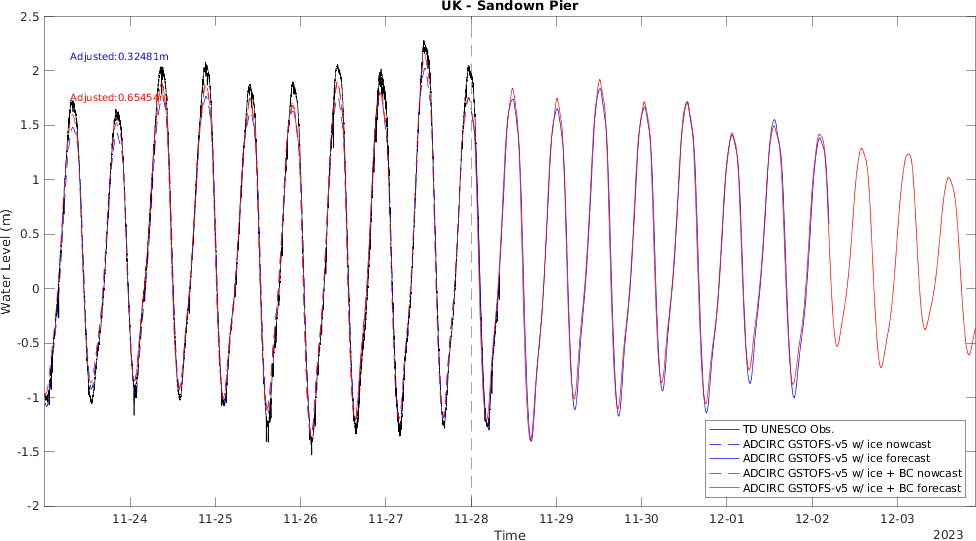 UK - Sandown Pier
2.5
2
1.5
1
0.5
0
-0.5
-1
-1.5
-2
Water Level (m)
Adjusted:0.32481m
Adjusted:0.65454m
TD UNESCO Obs.
ADCIRC GSTOFS-v5 w/ ice nowcast
ADCIRC GSTOFS-v5 w/ ice forecast
ADCIRC GSTOFS-v5 w/ ice + BC nowcast
ADCIRC GSTOFS-v5 w/ ice + BC forecast
11-24 11-25 11-26 11-27 11-28 11-29 11-30 12-01 12-02 12-03
Time
2023